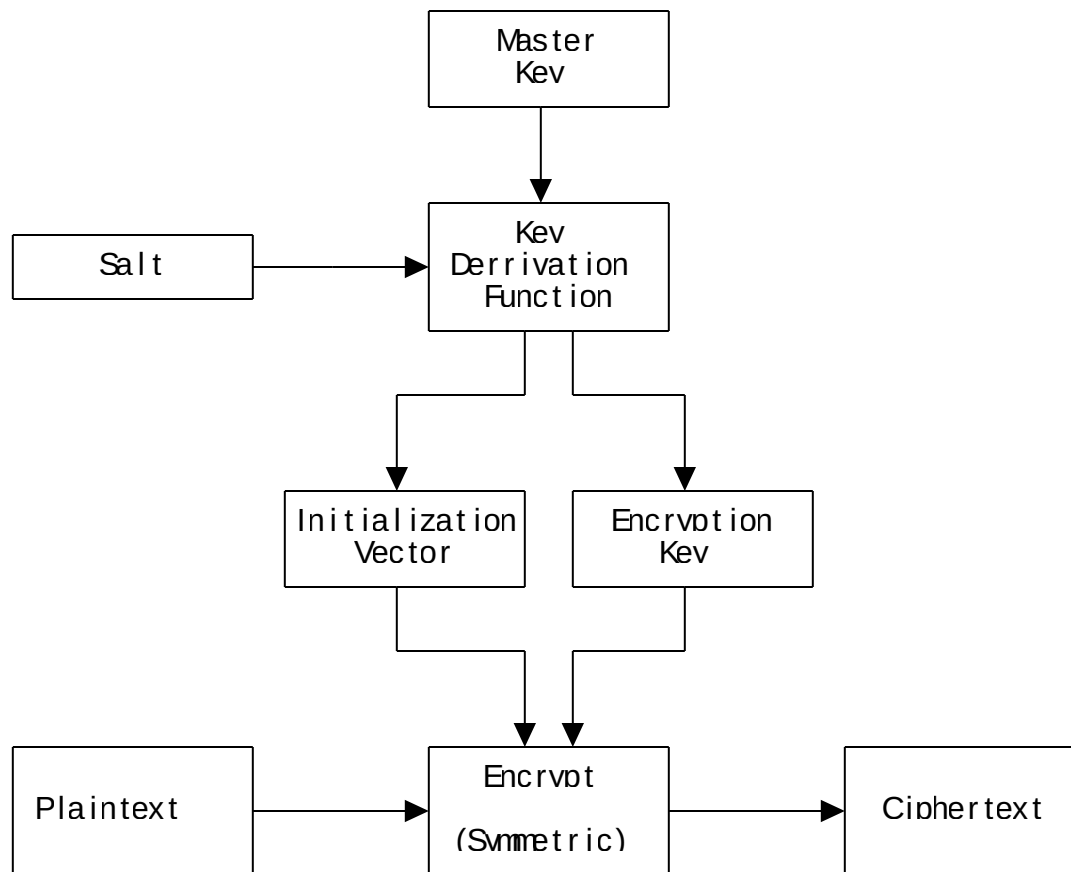 Master
Key
Key
Derrivation
Function
Salt
Initialization
Vector
Encryption
Key
Plaintext
Encrypt
(Symmetric)
Ciphertext